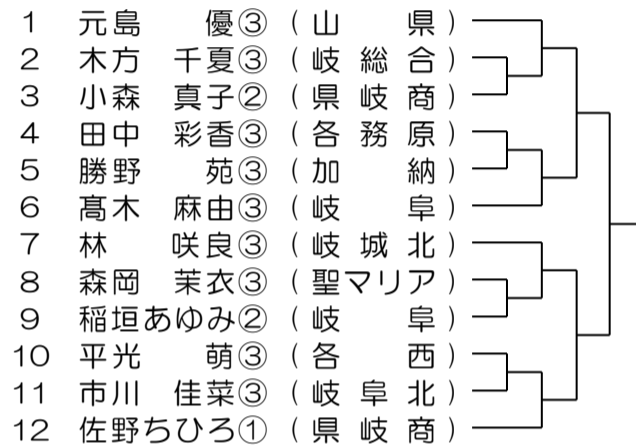 1 元島 優③ (山 県)
2 木方 千夏③ (岐総合)
3 小森 真子② (県岐商)
4 田中 彩香③ (各務原)
5 勝野 苑③ (加 納)
6 髙木 麻由③ (岐 阜)
7 林 咲良③ (岐城北)
8 森岡 茉衣③ (聖マリア)
9 稲垣あゆみ② (岐 阜)
10 平光 萌③ (各 西)
11 市川 佳菜③ (岐阜北)
12 佐野ちひろ① (県岐商)